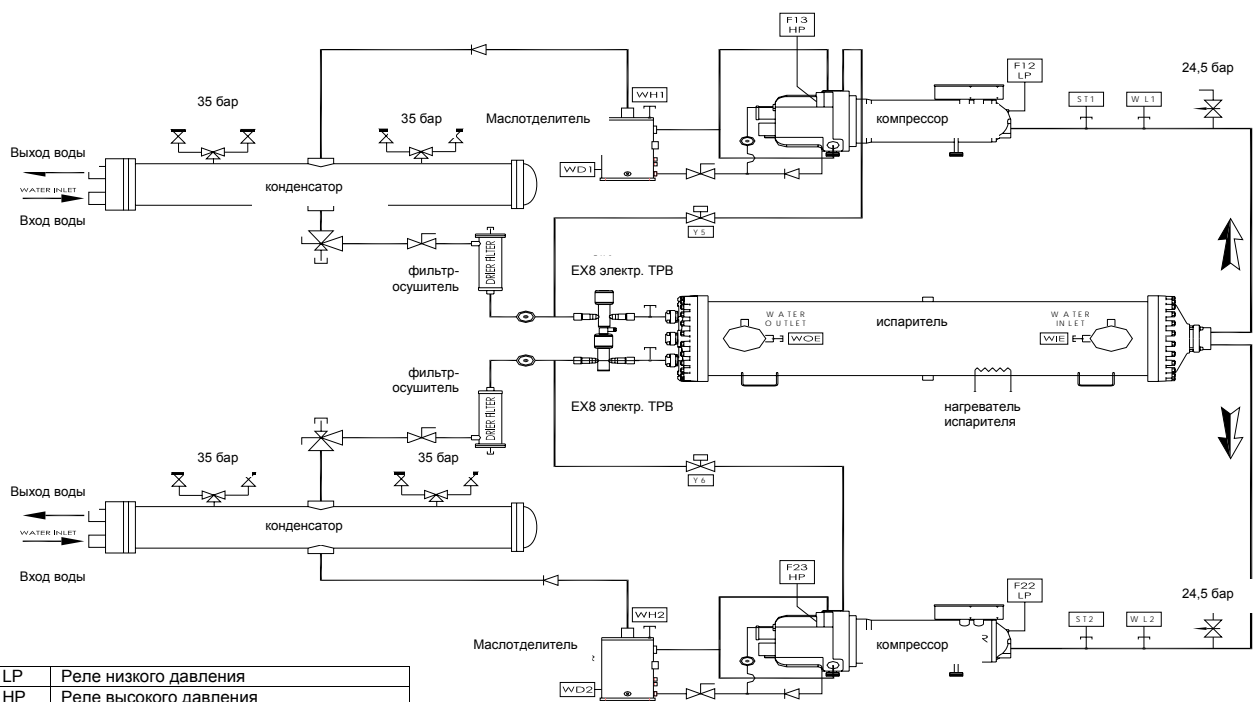 F13
HP
F12
LP
24,5 бар
35 бар
35 бар
Маслотделитель
WH1
ST1
W L1
компрессор
Выход воды
WATER INLET
Вход воды
конденсатор
WD1
Y 5
фильтр-
осушитель
DRIER FILTER
EX8 электр. ТРВ
WATER
OUTLET
WOE
испаритель
WATER
INLET
WIE
фильтр-
осушитель
DRIER FILTER
EX8 электр. ТРВ
нагреватель
испарителя
35 бар
35 бар
Y 6
Выход воды
WATER INLET
Вход воды
конденсатор
F23
HP
F22
LP
24,5 бар
WH2
ST2
W L2
Маслотделитель
компрессор
WD2
LP Реле низкого давления
HP Реле высокого давления